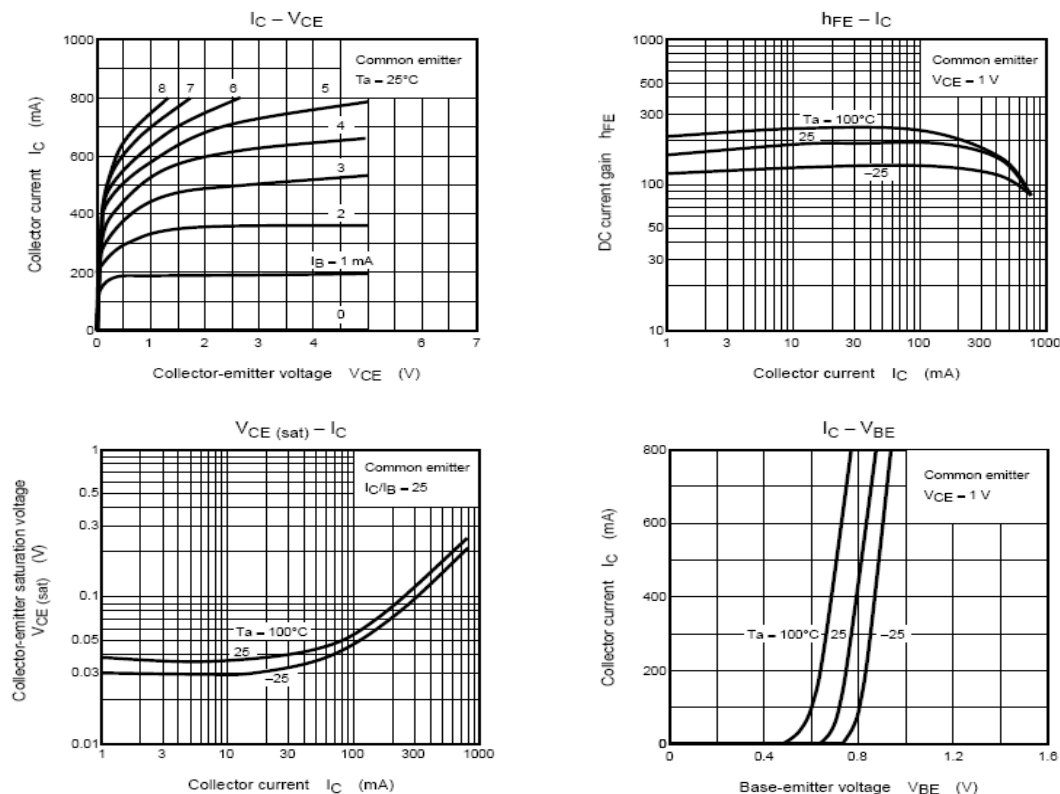 IC – VCE
1000
800
600
400
200
0
Collector current IC (mA)
Common emitter
Ta = 25°C
8 7 6 5
4
3
2
IB = 1 mA
0
0 1 2 4 6 7
Collector-emitter voltage VCE (V)
hFE – IC
1000
500
300
100
50
30
10
DC current gain hFE
Common emitter
VCE = 1 V
Ta = 100°C
25
–25
1 3 10 30 100 300 1000
Collector current IC (mA)
VCE (sat) – IC
1
0.5
0.3
0.1
0.05
0.03
0.01
Collector-emitter saturation voltage
VCE (sat) (V)
Common emitter
IC/IB = 25
Ta = 100°C
25
–25
1 3 10 30 100 300 1000
Collector current IC (mA)
IC – VBE
800
600
400
200
0
Collector current IC (mA)
Common emitter
VCE = 1 V
Ta = 100°C 25 –25
0 0.4 0.8 1.2 1.6
Base-emitter voltage VBE (V)